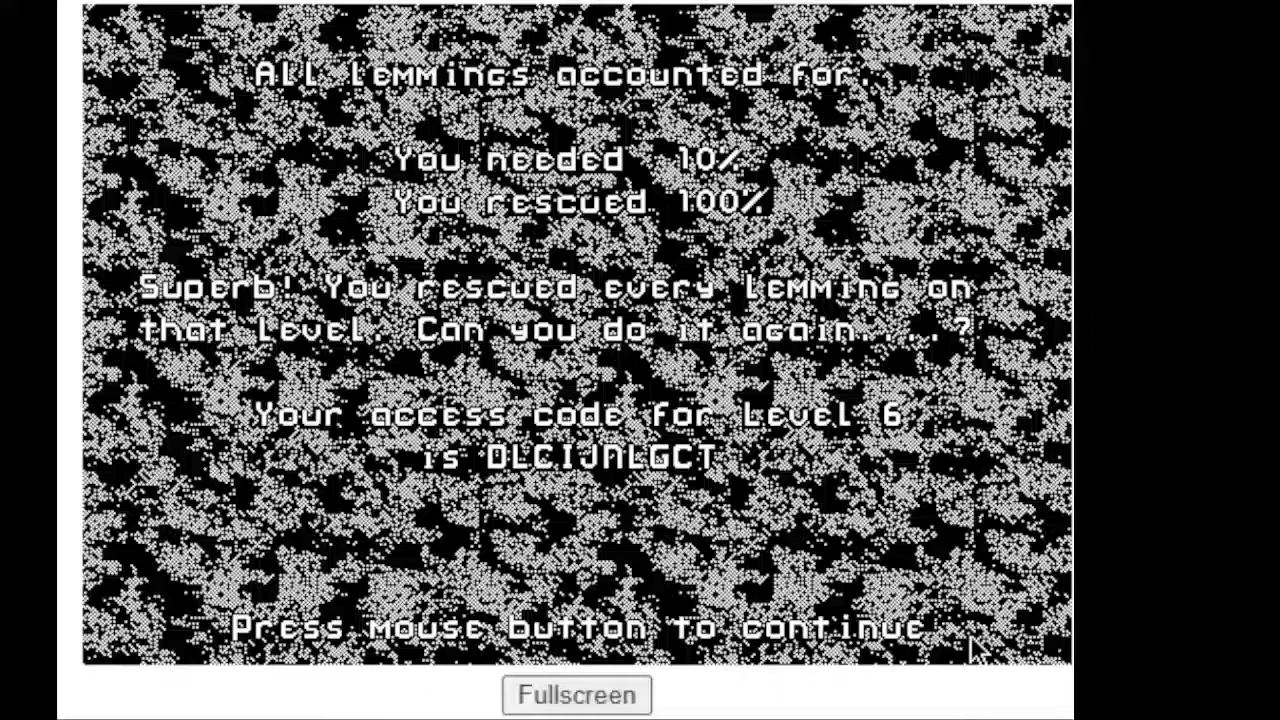 All lemmings accounted for.
You needed 10%
You rescued 100%
Superb! You rescued every lemming on
that level. Can you do it again....?
Your access code for Level 6
is DLCIJNLGCT
Press mouse button to continue
Fullscreen